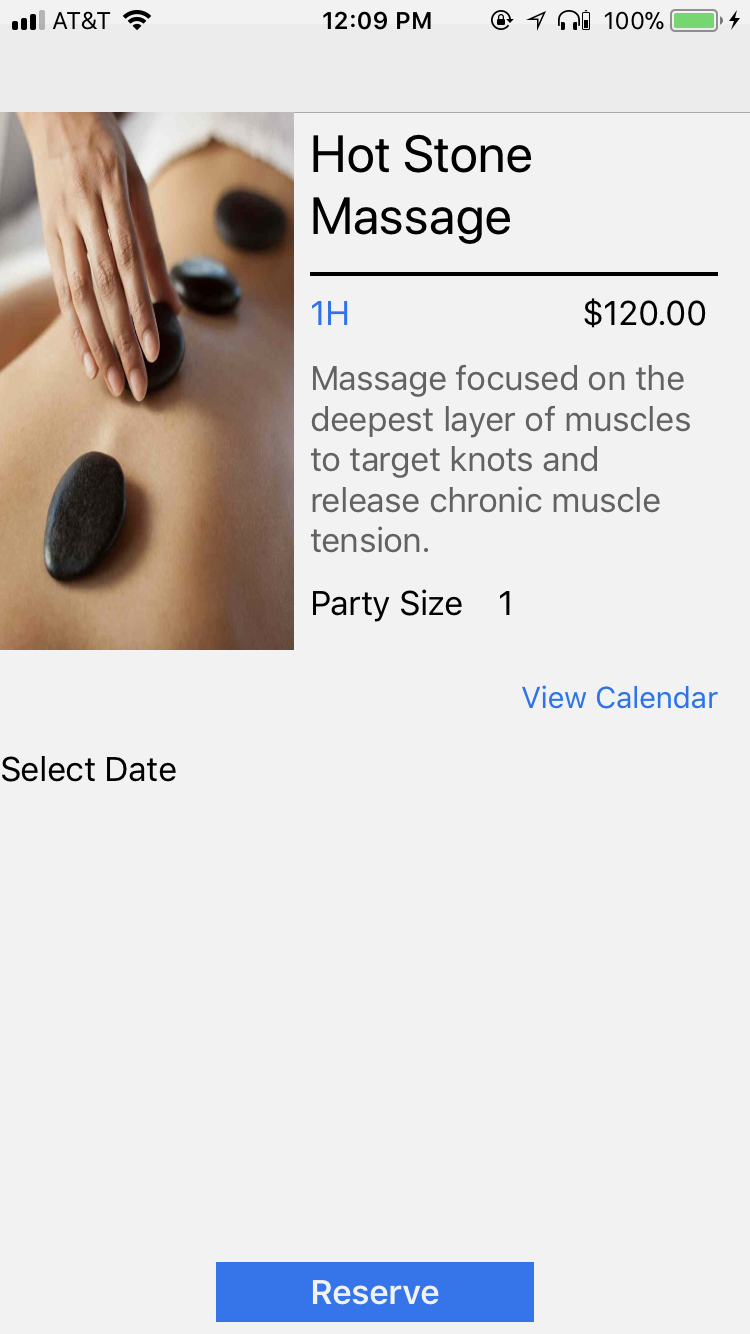 AT&T 12:09 PM 100%
Hot Stone
Massage
1H $120.00
Massage focused on the
deepest layer of muscles
to target knots and
release chronic muscle
tension.
Party Size 1
View Calendar
Select Date
Reserve